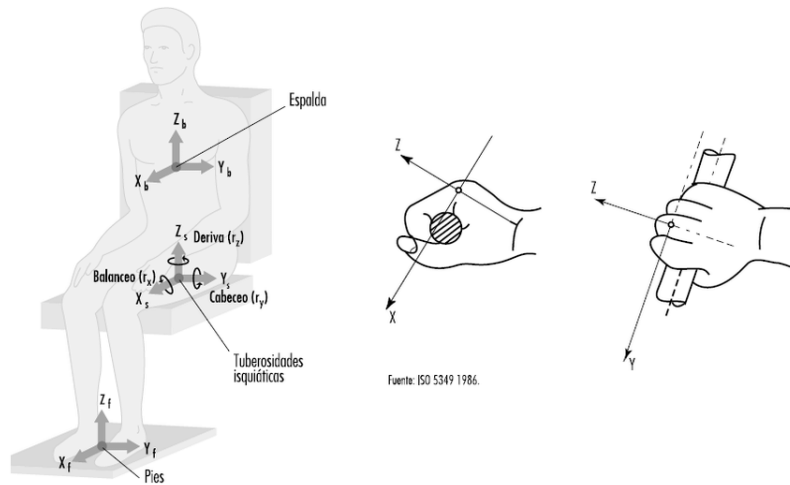 Espalda
Z b
X b
Y b
Z s
Deriva (r z)
Balanceo (r x)
X s
Y s
Cabeceo (r y)
Tuberosidades
isquiáticas
Z f
X f
Y f
Pies
Z
X
Fuente: ISO 5349 1986.
Z
Y